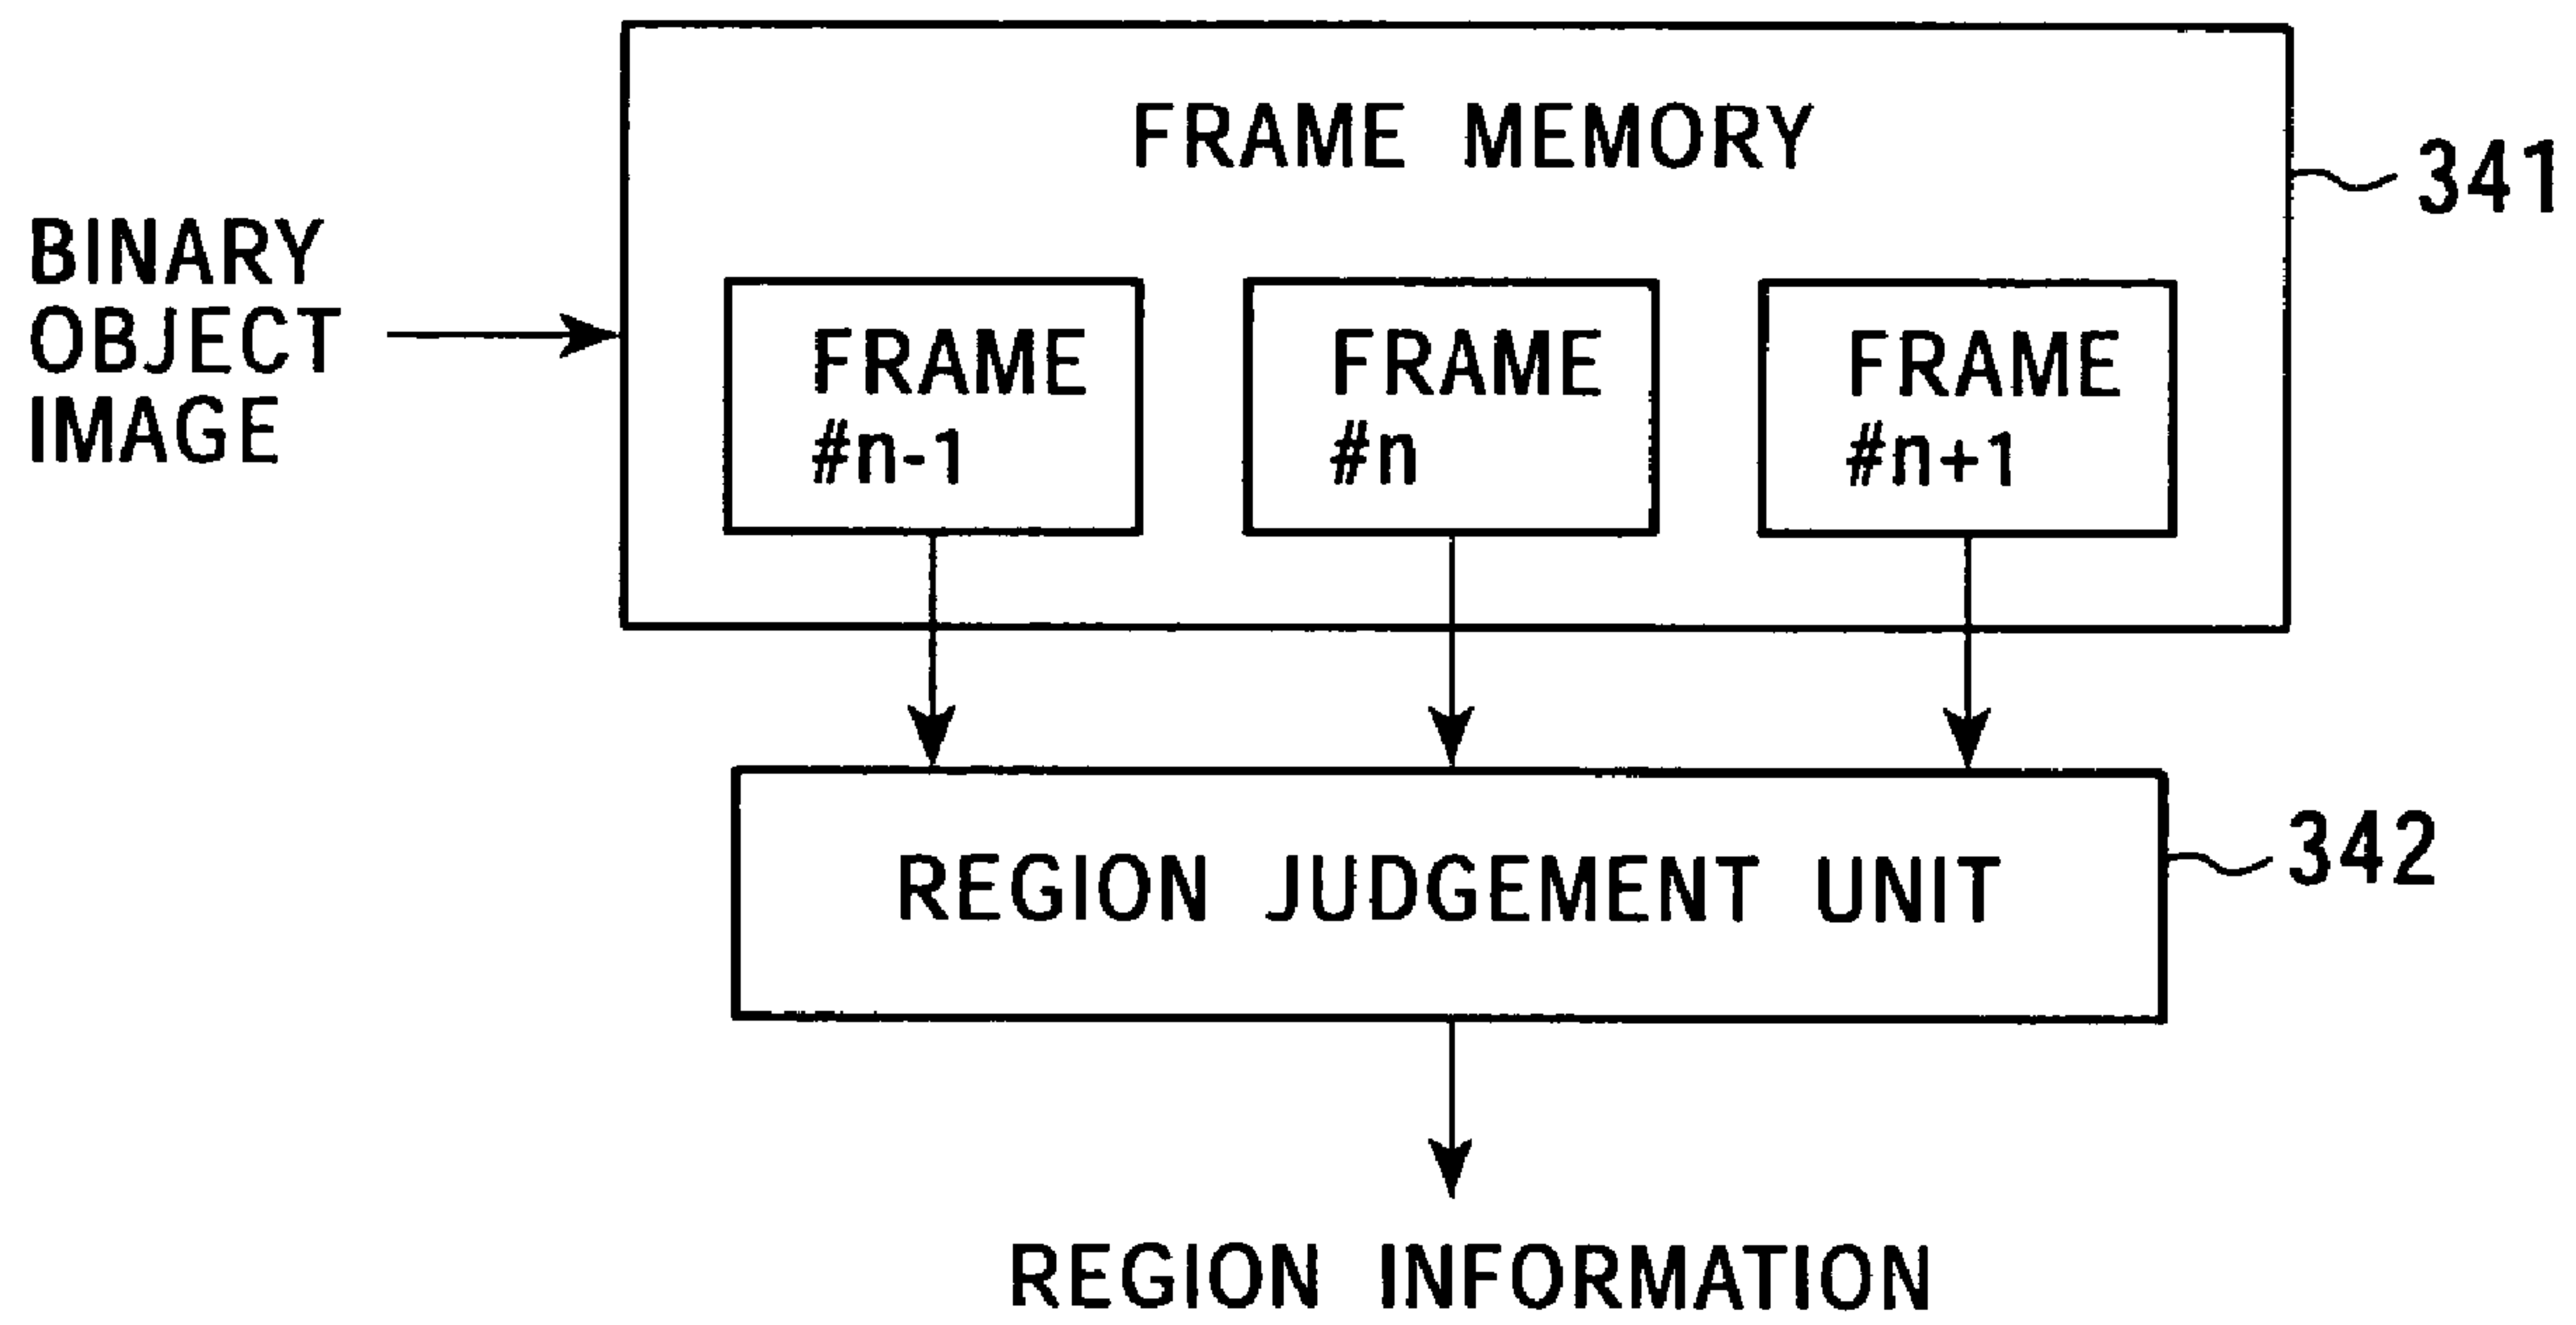 FRAME MEMORY
341
BINARY
OBJECT
IMAGE
FRAME
#n-1
FRAME
#n
FRAME
#n+1
REGION JUDGEMENT UNIT
342
REGION INFORMATION